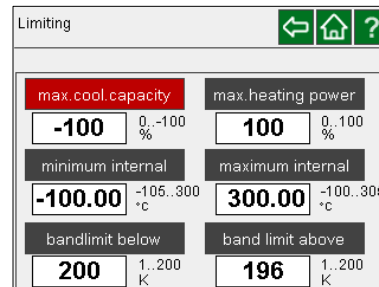 Limiting
?
max.cool.capacity max.heating power
-100 0..-100 % 100 0..100 %
minimum internal maximum internal
-100.00 -105..300 °C 300.00
bandlimit below band limit above
200 1..200 K 196 1..200 K